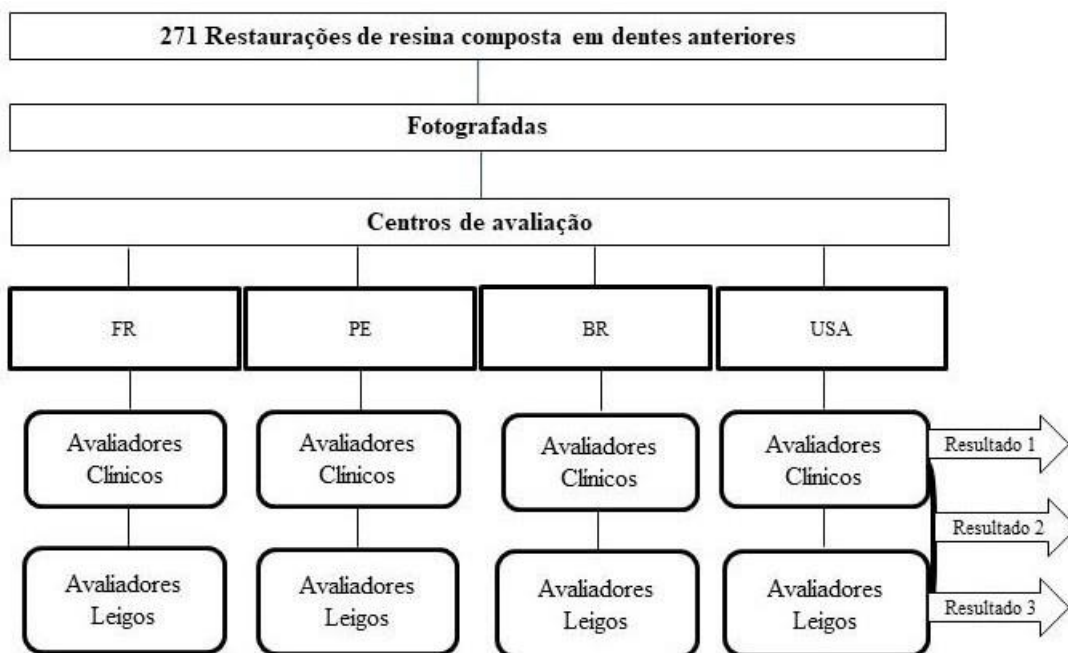 271 Restaurações de resina composta em dentes anteriores
Fotografadas
Centros de avaliação
FR
PE
BR
USA
Avaliadores
Clínicos
Avaliadores
Clínicos
Avaliadores
Clínicos
Avaliadores
Clínicos
Resultado 1
Resultado 2
Avaliadores
Leigos
Avaliadores
Leigos
Avaliadores
Leigos
Avaliadores
Leigos
Resultado 3